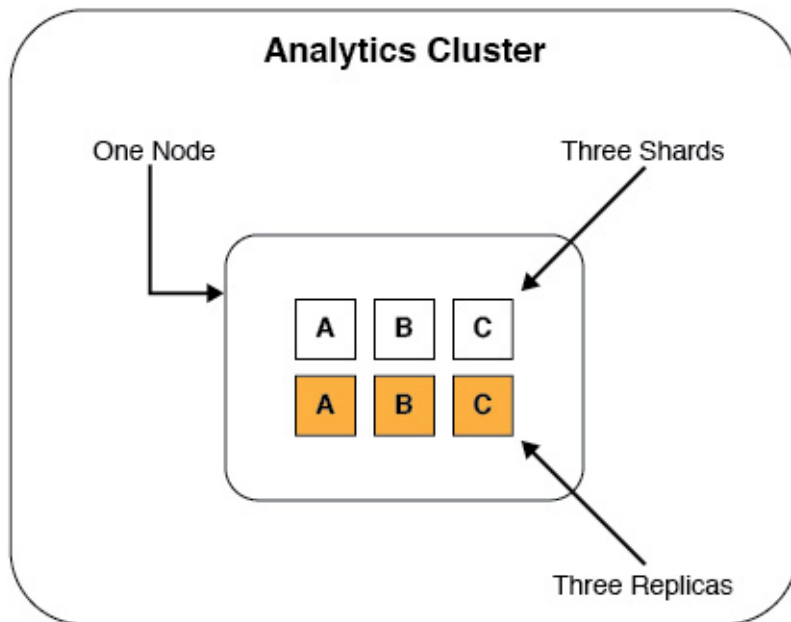 Analytics Cluster
One Node
Three Shards
A B C
A B C
Three Replicas